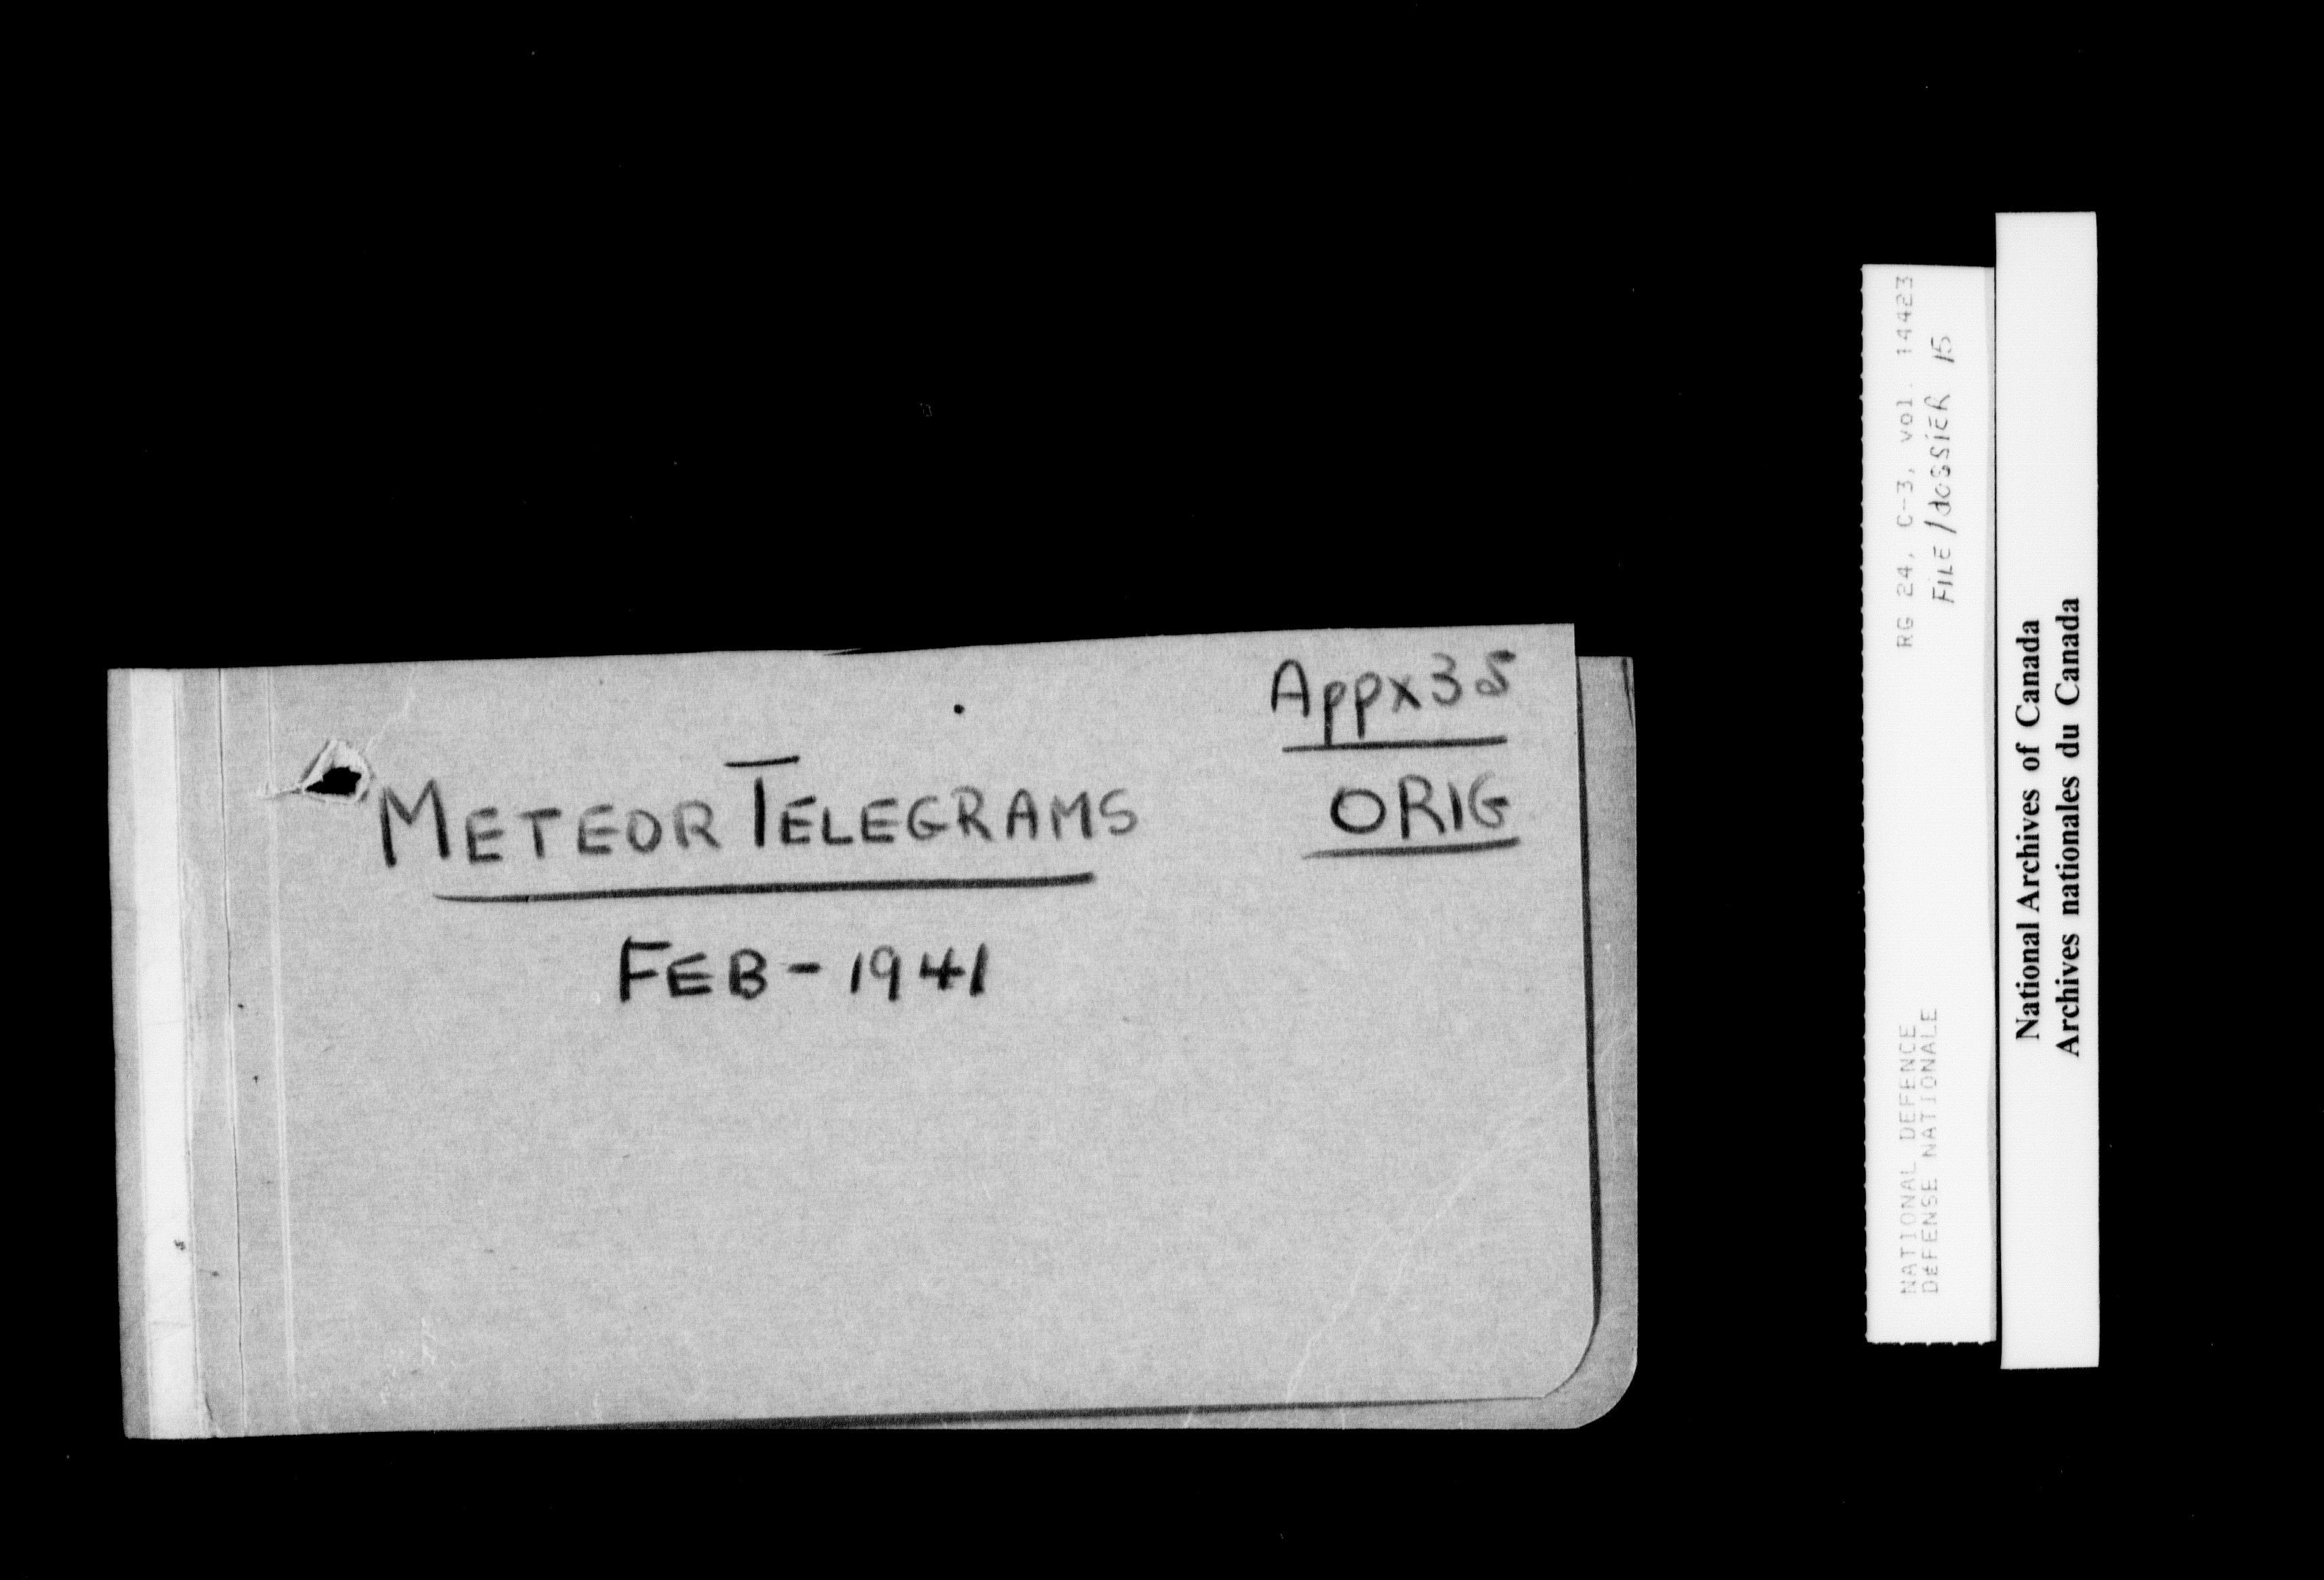 Appx 35
METEOR TELEGRAMS
ORIG
FEB - 1941
NATIONAL DEFENCE
DÉFENSE NATIONALE
RG 24, C-3, vol. 14423
FILE/dossier 15
National Archives of Canada
Archives nationales du Canada